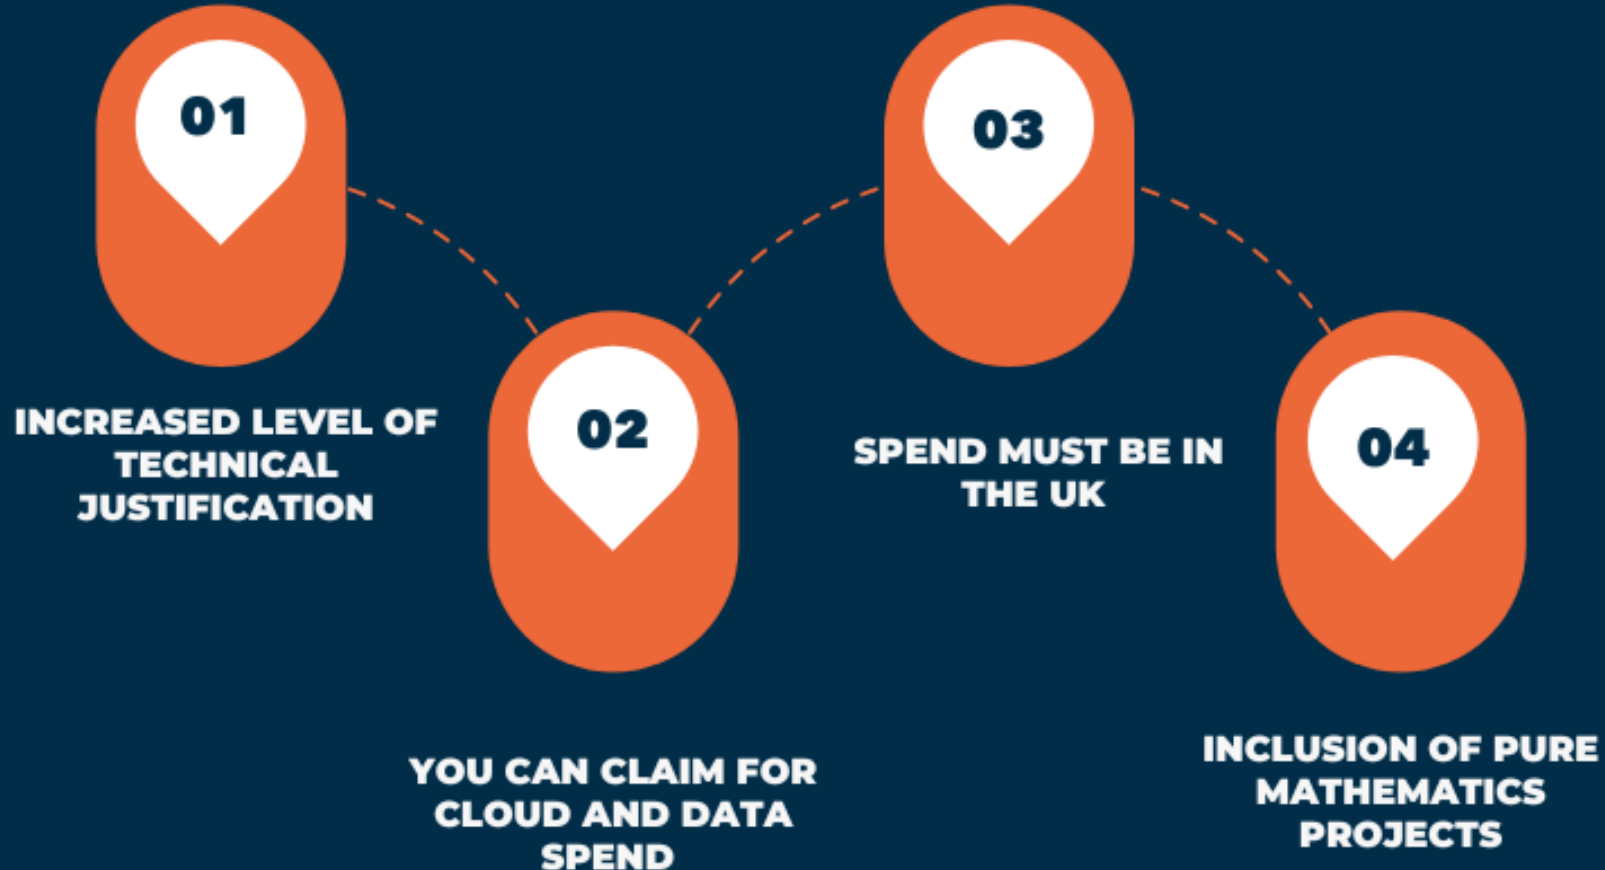 01
INCREASED LEVEL OF
TECHNICAL
JUSTIFICATION
02
YOU CAN CLAIM FOR
CLOUD AND DATA
SPEND
03
SPEND MUST BE IN
THE UK
04
INCLUSION OF PURE
MATHEMATICS
PROJECTS